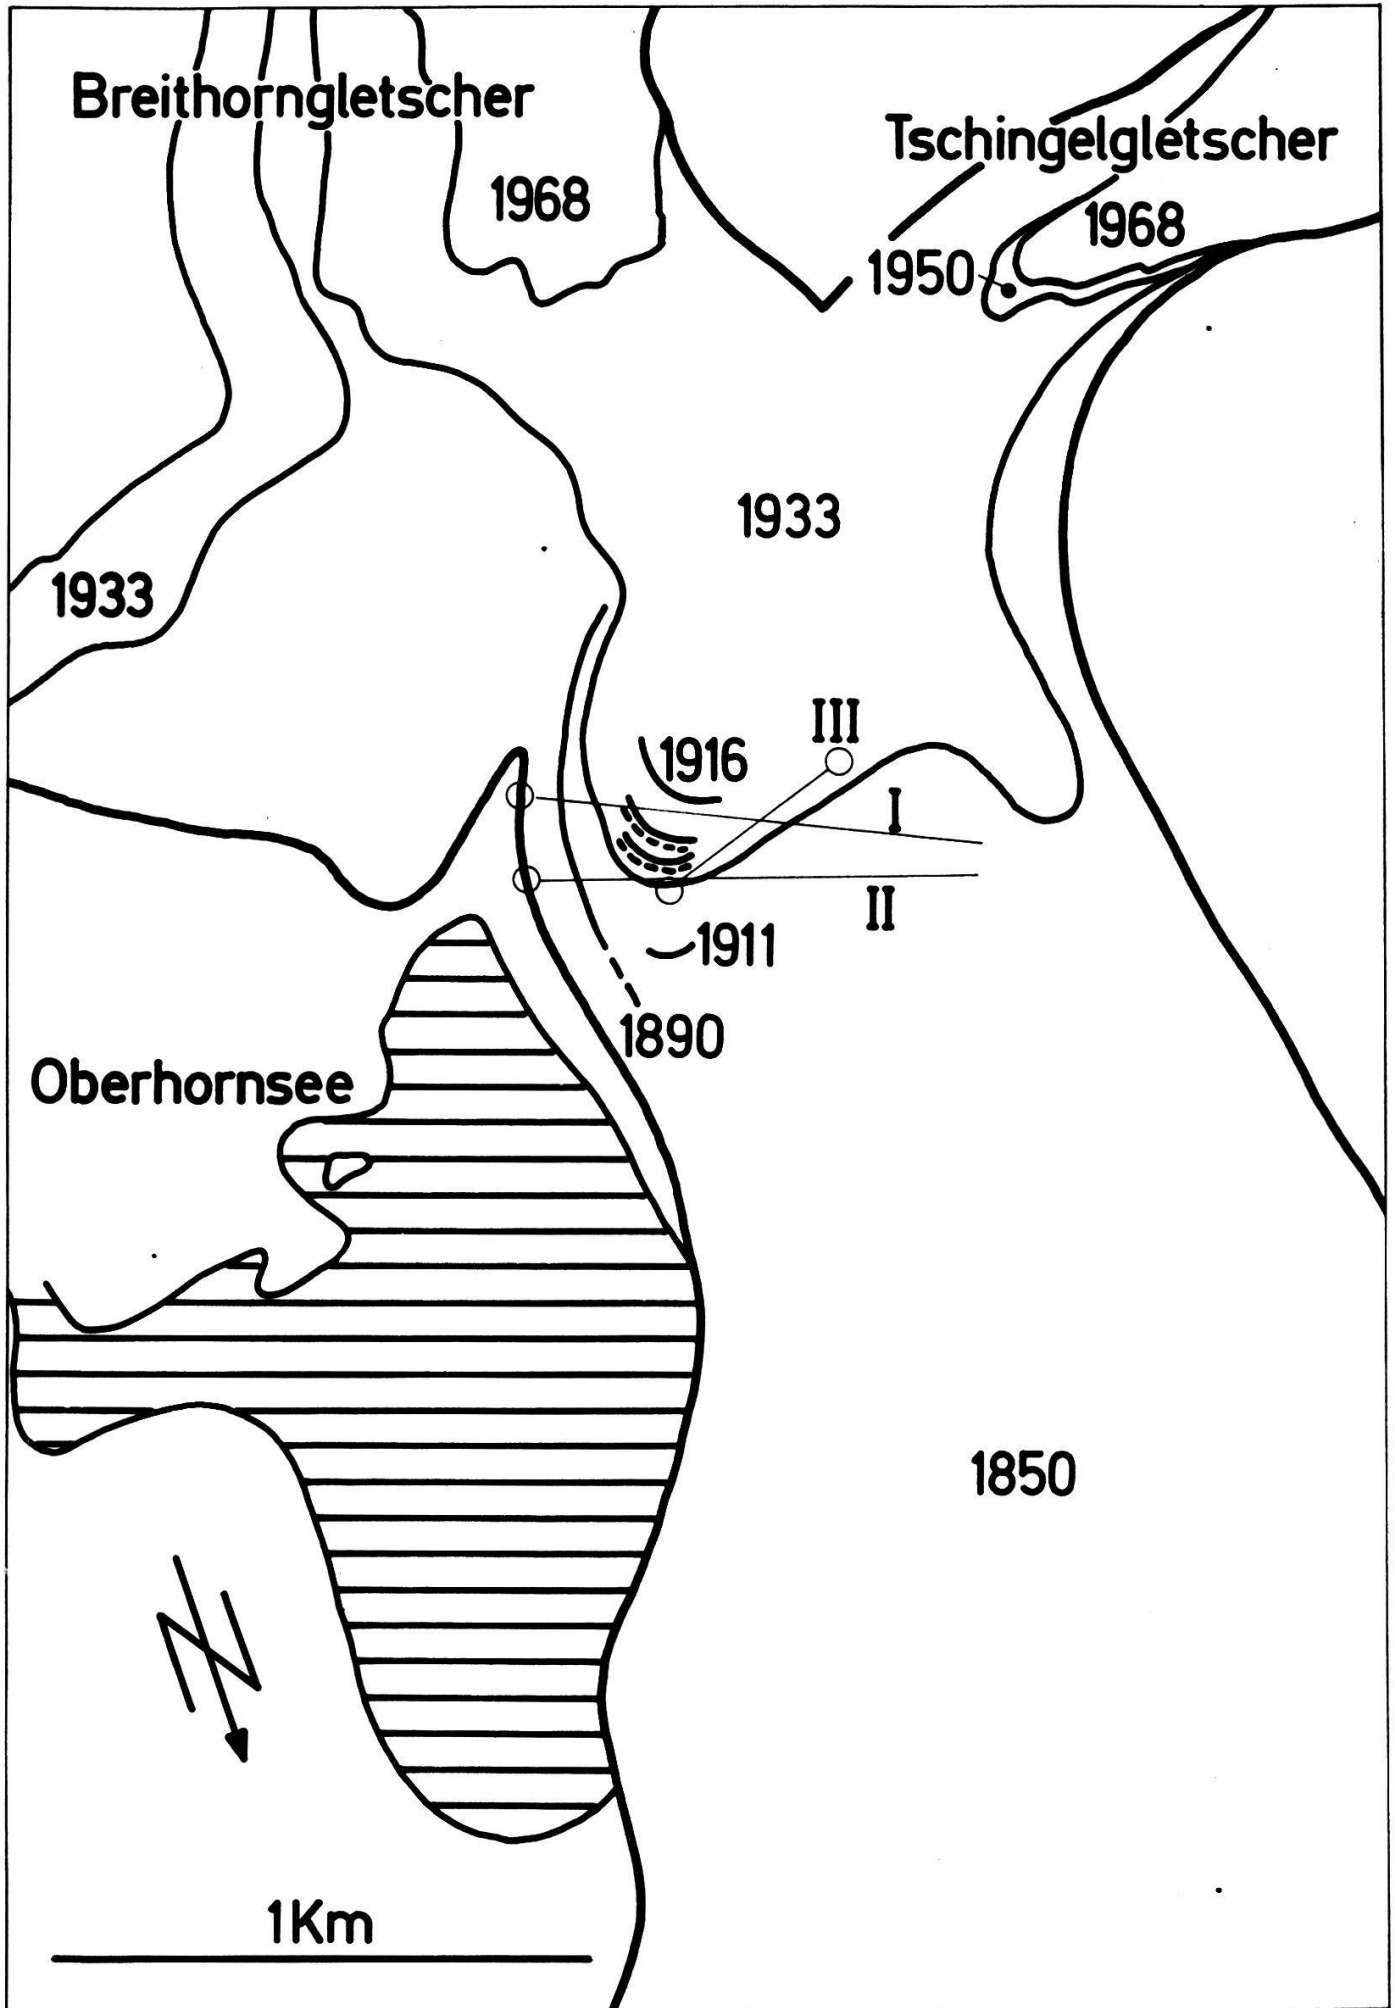 Breithorngletscher
Tschingelgletscher
1968
1968
1950
1933
1933
III
1916
I
II
1911
1890
Oberhornsee
1850
N
1Km